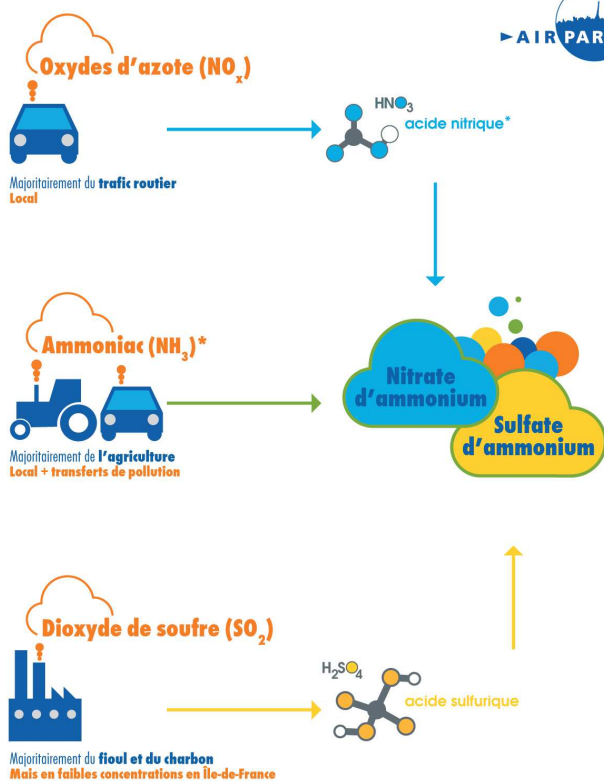 Oxydes d'azote (NOx)
►AIRPAR
HNO3
acide nitrique*
Majoritairement du trafic routier
Local
Ammoniac (NH3)*
Nitrate
d'ammonium
Sulfate
d'ammonium
Majoritairement de l'agriculture
Local + transferts de pollution
Dioxyde de soufre (SO2)
H2SO4
acide sulfurique
Majoritairement du fioul et du charbon
Mais en faibles concentrations en Île-de-France